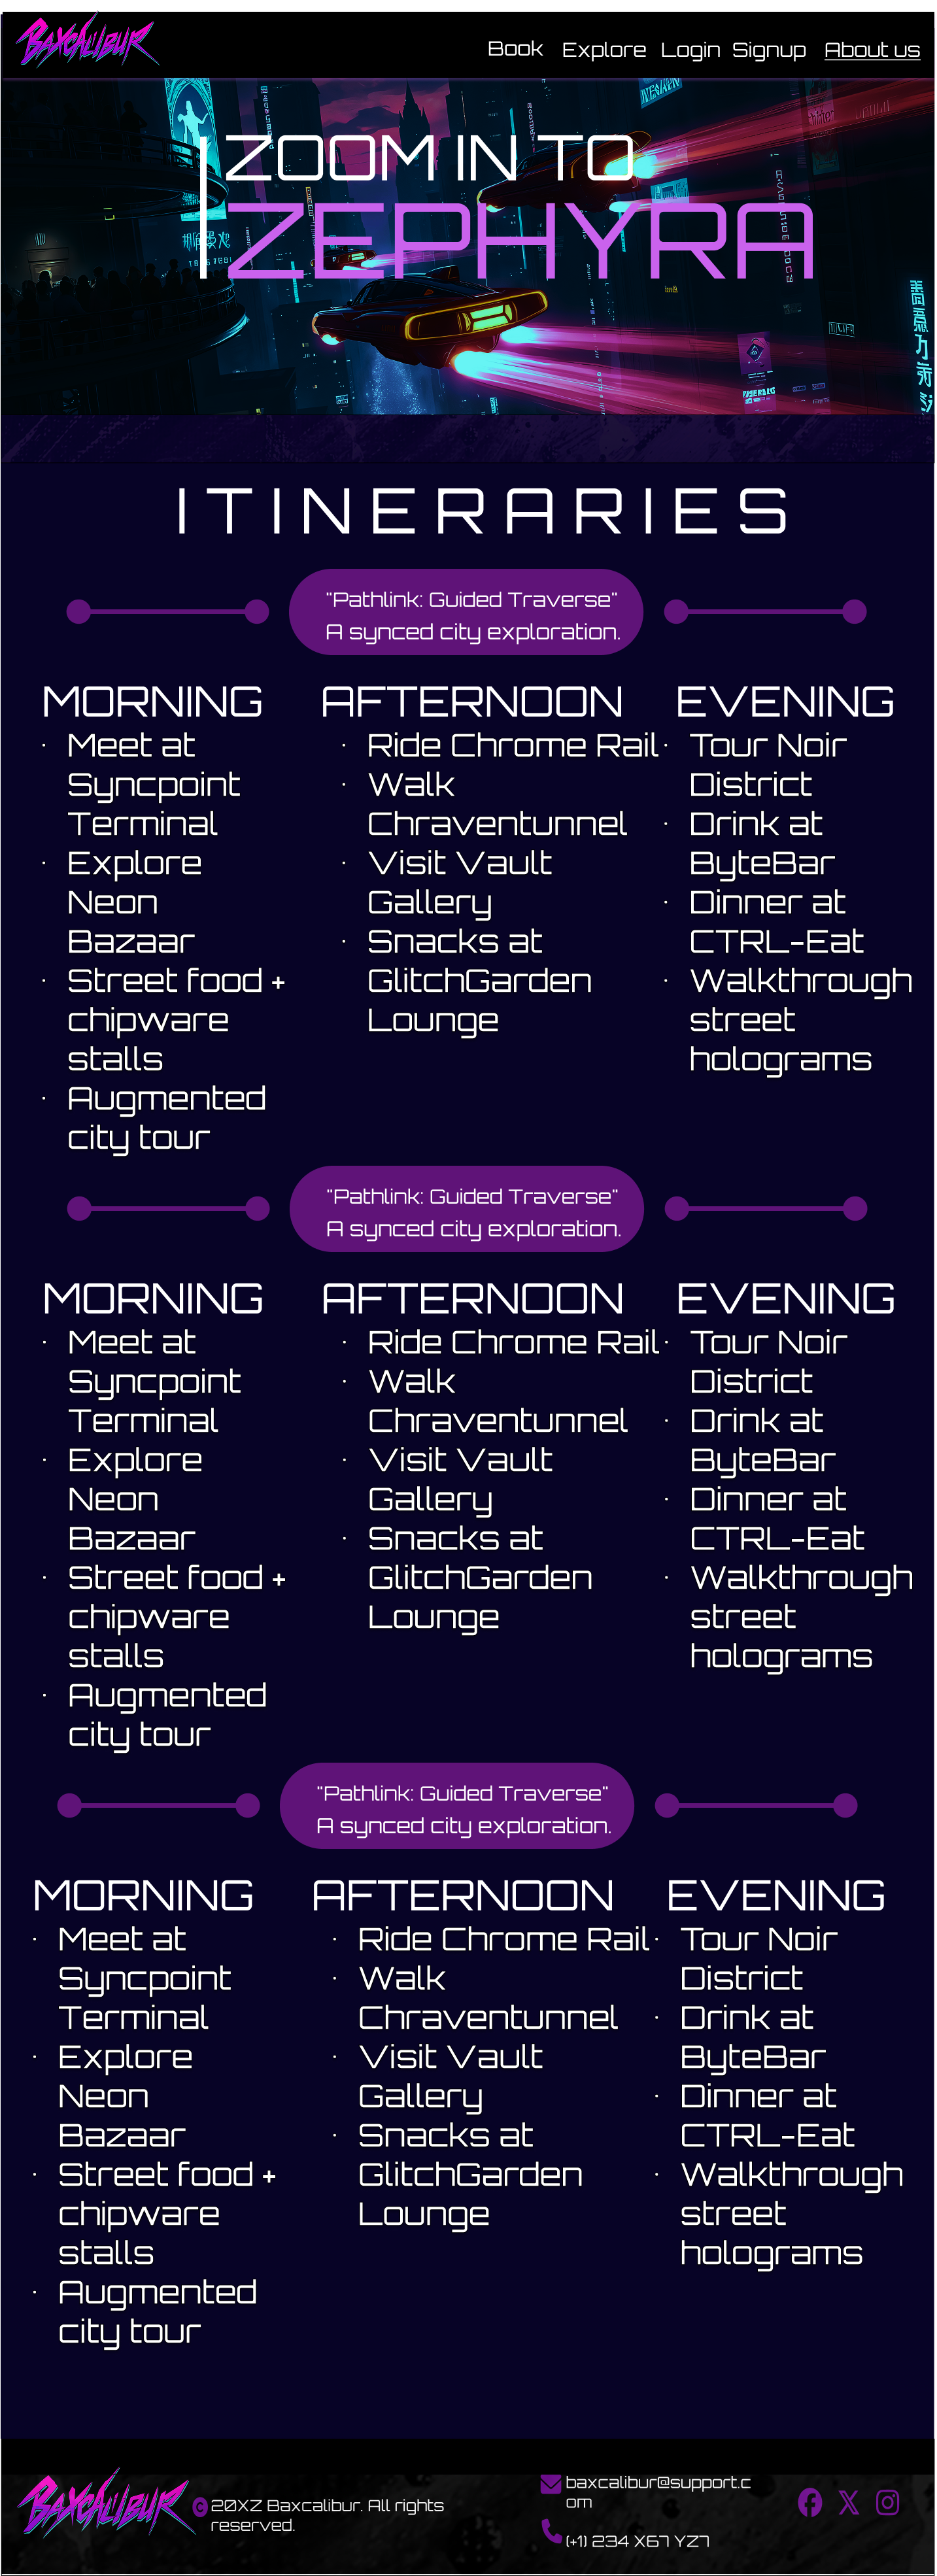 BAXCALIBUR
Book Explore Login Signup About us
ZOOM IN TO
ZEPHYRA
ITINERARIES
"Pathlink: Guided Traverse"
A synced city exploration.
MORNING
· Meet at
Syncpoint
Terminal
· Explore
Neon
Bazaar
· Street food +
chipware
stalls
· Augmented
city tour
AFTERNOON
· Ride Chrome Rail
· Walk
Chraventunnel
· Visit Vault
Gallery
· Snacks at
GlitchGarden
Lounge
EVENING
· Tour Noir
District
· Drink at
ByteBar
· Dinner at
CTRL-Eat
· Walkthrough
street
holograms
"Pathlink: Guided Traverse"
A synced city exploration.
MORNING
· Meet at
Syncpoint
Terminal
· Explore
Neon
Bazaar
· Street food +
chipware
stalls
· Augmented
city tour
AFTERNOON
· Ride Chrome Rail
· Walk
Chraventunnel
· Visit Vault
Gallery
· Snacks at
GlitchGarden
Lounge
EVENING
· Tour Noir
District
· Drink at
ByteBar
· Dinner at
CTRL-Eat
· Walkthrough
street
holograms
"Pathlink: Guided Traverse"
A synced city exploration.
MORNING
· Meet at
Syncpoint
Terminal
· Explore
Neon
Bazaar
· Street food +
chipware
stalls
· Augmented
city tour
AFTERNOON
· Ride Chrome Rail
· Walk
Chraventunnel
· Visit Vault
Gallery
· Snacks at
GlitchGarden
Lounge
EVENING
· Tour Noir
District
· Drink at
ByteBar
· Dinner at
CTRL-Eat
· Walkthrough
street
holograms
BAXCALIBUR
© 20XZ Baxcalibur. All rights
reserved.
baxcalibur@support.c
om
(+1) 234 X67 YZ7